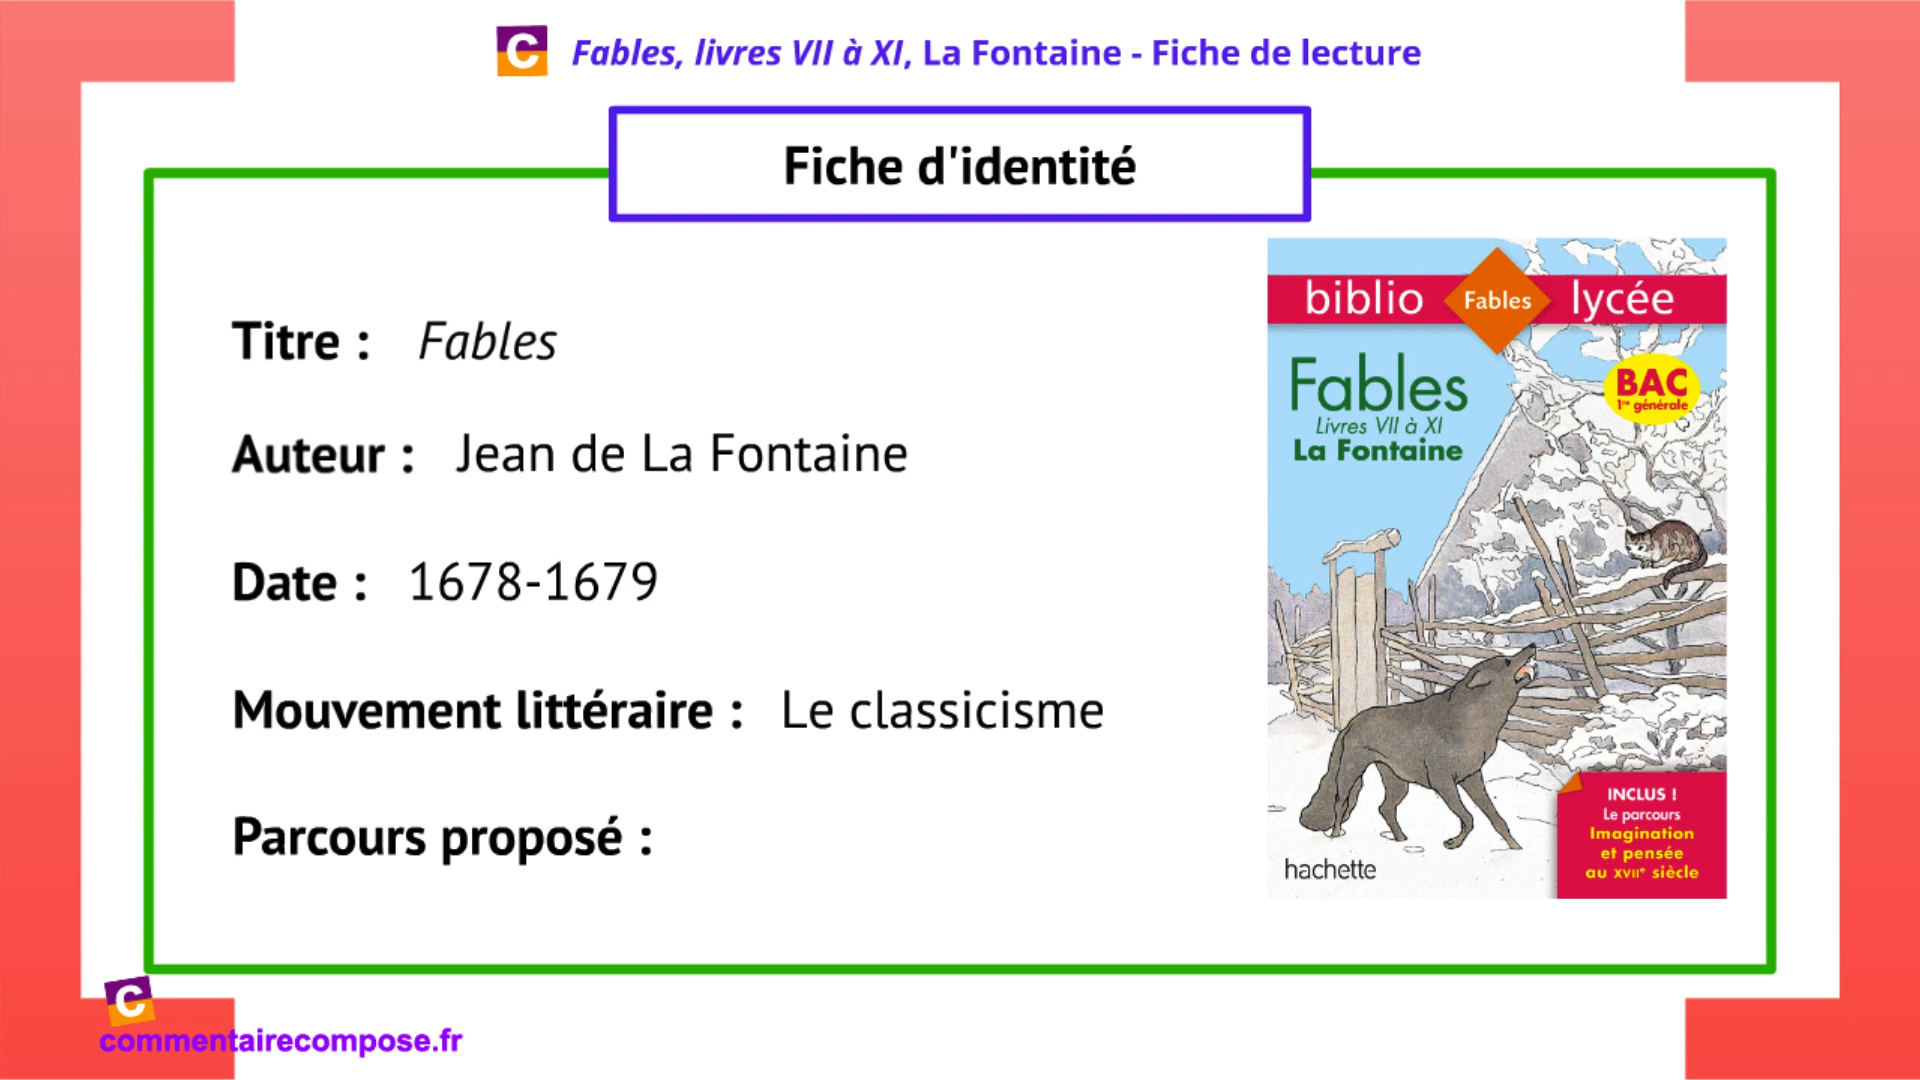 C Fables, livres VII à XI, La Fontaine - Fiche de lecture
Fiche d'identité
Titre : Fables
Auteur : Jean de La Fontaine
Date : 1678-1679
Mouvement littéraire : Le classicisme
Parcours proposé :
biblio Fables lycée
Fables
Livres VII à XI
La Fontaine
BAC
1re générale
INCLUS !
Le parcours
Imagination
et pensée
au XVIIe siècle
hachette
C
commentairecompose.fr